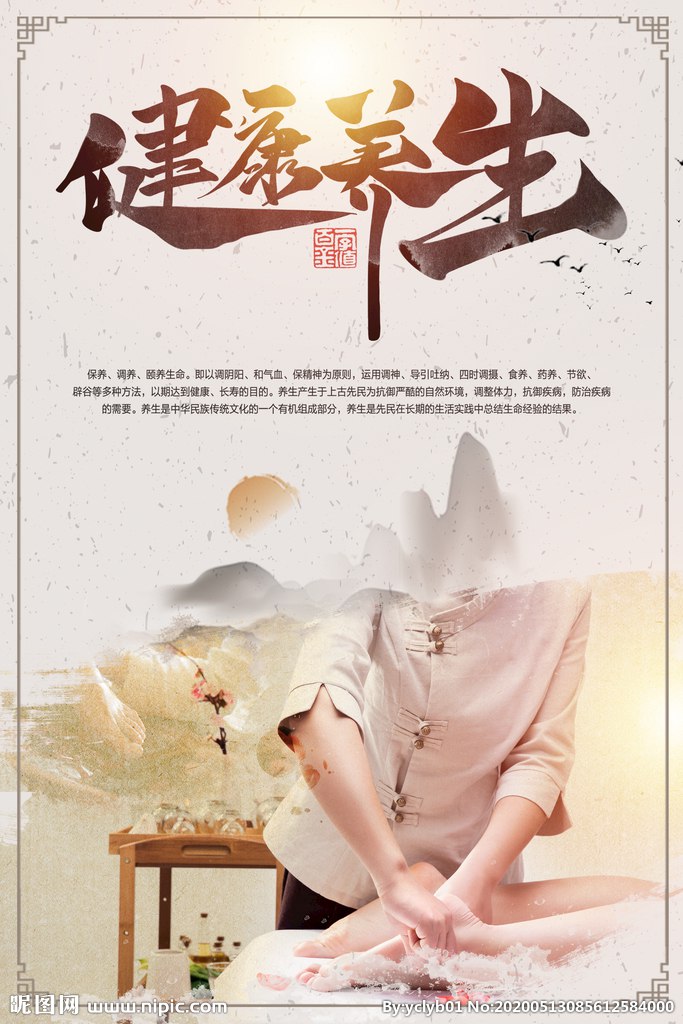 健康养生
保养、调养、颐养生命。即以调阴阳、和气血、保精神为原则，运用调神、导引吐纳、四时调摄、食养、药养、节欲、
辟谷等多种方法，以期达到健康、长寿的目的。养生产生于上古先民为抗御严酷的自然环境，调整体力，抗御疾病，防治疾病
的需要。养生是中华民族传统文化的一个有机组成部分，养生是先民在长期的生活实践中总结生命经验的结果。
昵图网 www.nipic.com
By:yclyb01 No:20200513085612584000